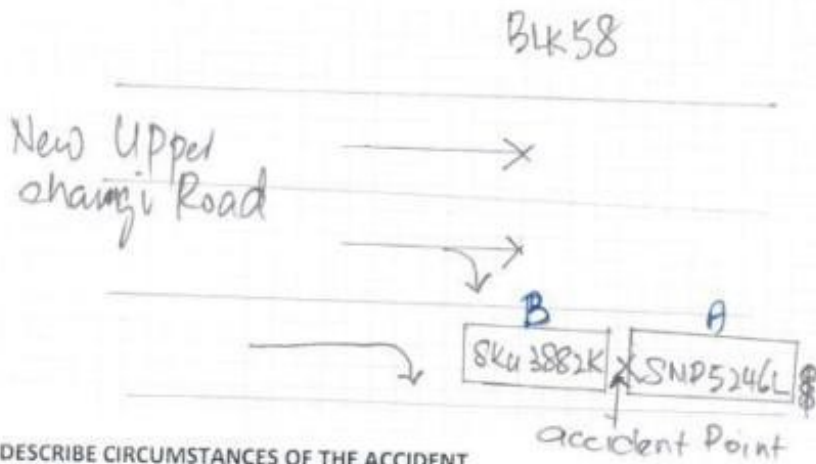 BLK58
New Upper
changi Road
B
A
SKU3882K
SNP5246L
accident Point
DESCRIBE CIRCUMSTANCES OF THE ACCIDENT